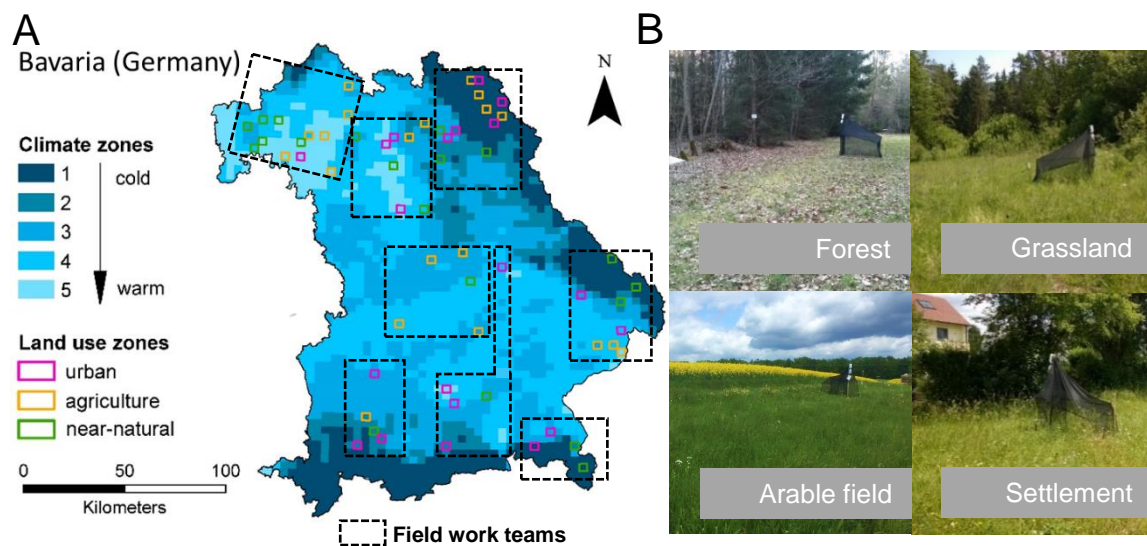 A
Bavaria (Germany)
N
Climate zones
1
cold
2
3
4
5
warm
Land use zones
urban
agriculture
near-natural
0 50 100
Kilometers
Field work teams
B
Forest
Grassland
Arable field
Settlement